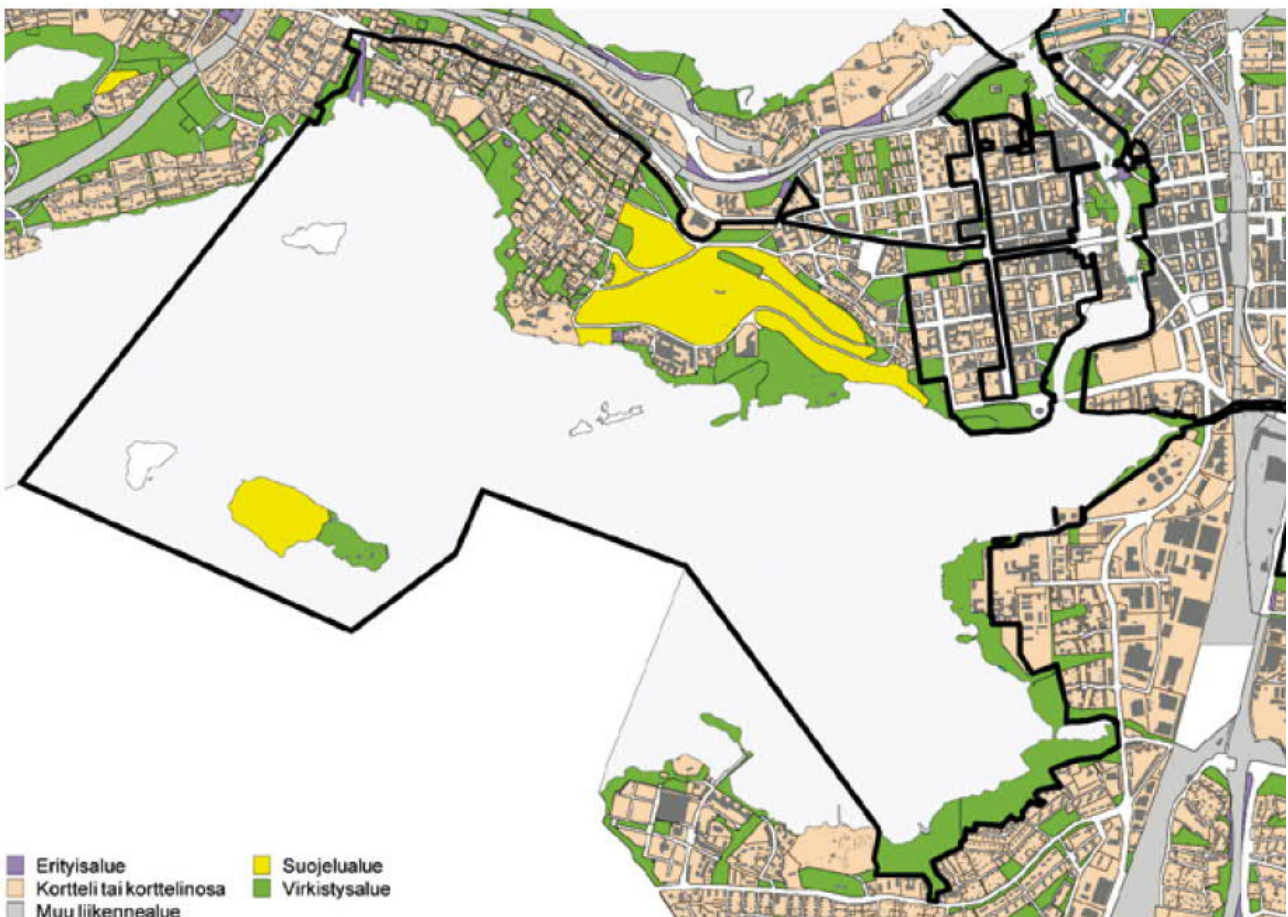 Erityisalue
Kortteli tai korttelinosa
Muu liikennealue
Suojelualue
Virkistysalue